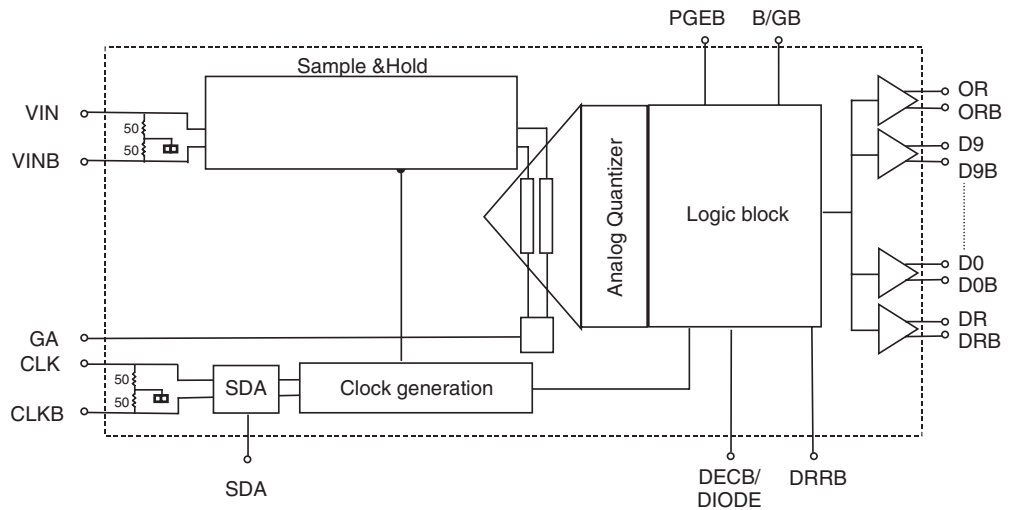 PGEB B/GB
Sample &Hold
OR
VIN
ORB
50
D9
50
VINB
D9B
Analog Quantizer
Logic block
D0
D0B
GA
DR
CLK
DRB
50
SDA
Clock generation
50
CLKB
DECB/
DIODE
DRRB
SDA